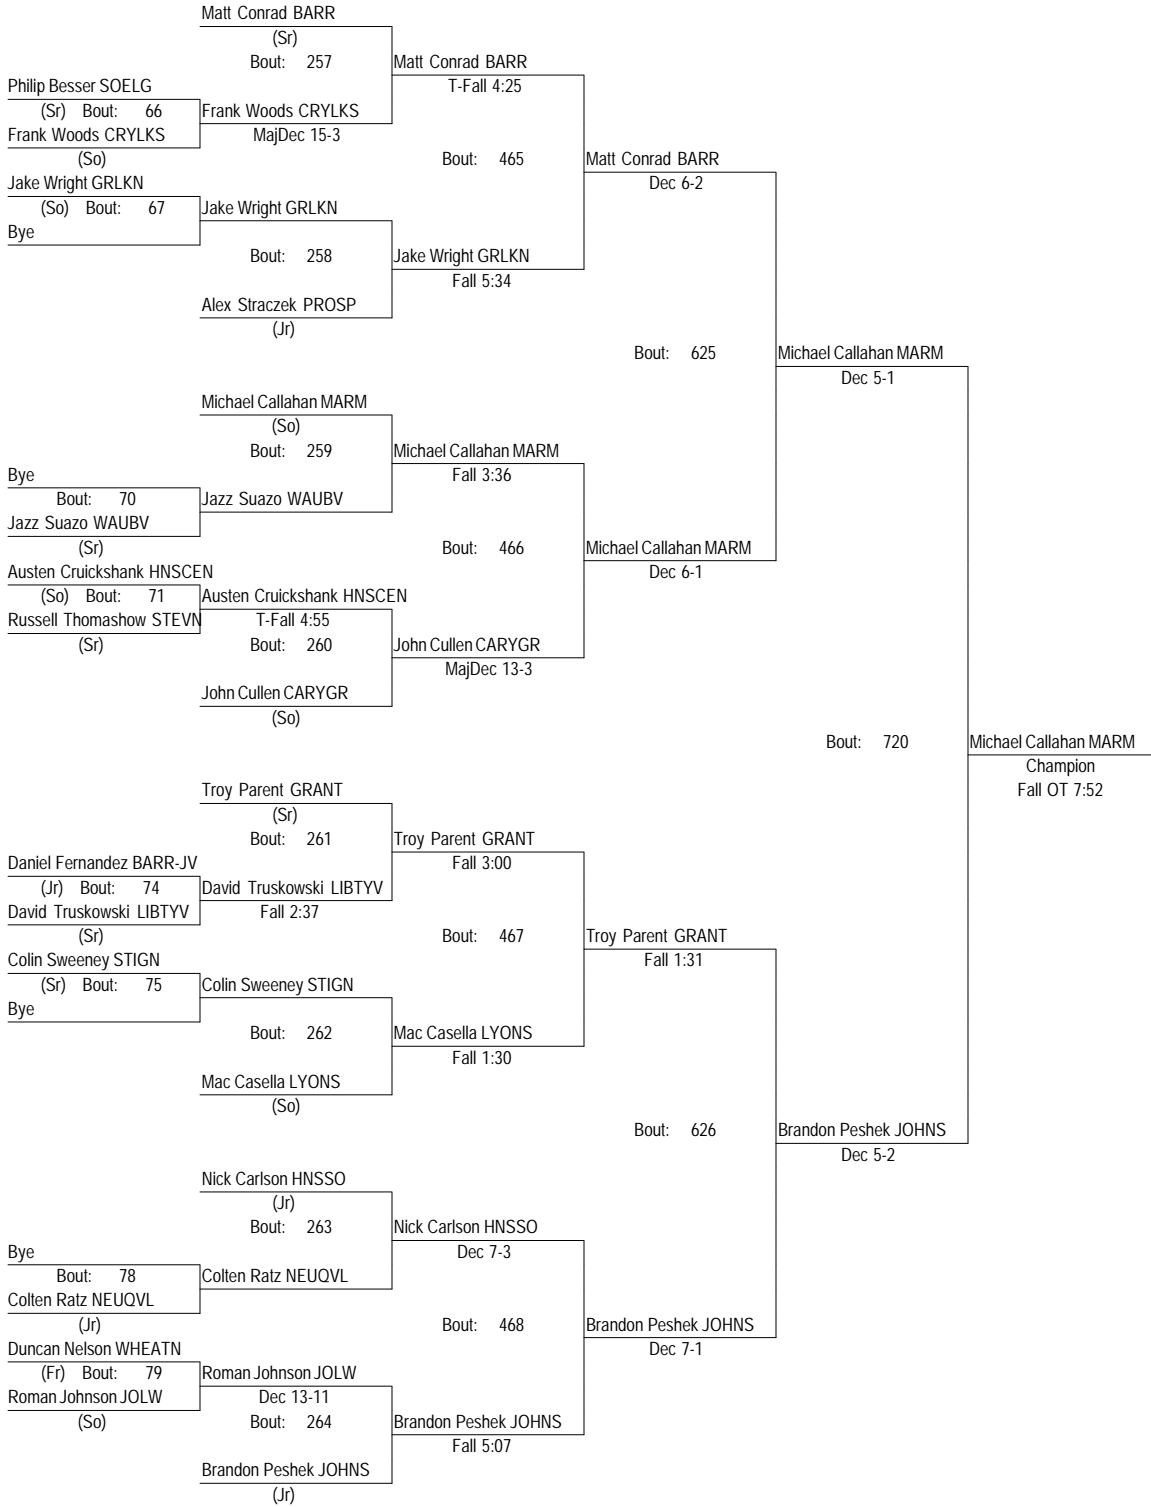 Matt Conrad BARR
(Sr)
Bout: 257
Matt Conrad BARR
T-Fall 4:25
Philip Besser SOELG
(Sr) Bout: 66
Frank Woods CRYLKS
Frank Woods CRYLKS
MajDec 15-3
(So)
Bout: 465
Matt Conrad BARR
Dec 6-2
Jake Wright GRLKN
(So) Bout: 67
Jake Wright GRLKN
Bye
Bout: 258
Jake Wright GRLKN
Fall 5:34
Alex Straczek PROSP
(Jr)
Bout: 625
Michael Callahan MARM
Dec 5-1
Michael Callahan MARM
(So)
Bout: 259
Michael Callahan MARM
Fall 3:36
Bye
Bout: 70
Jazz Suazo WAUBV
Jazz Suazo WAUBV
(Sr)
Bout: 466
Michael Callahan MARM
Dec 6-1
Austen Cruickshank HNSCEN
(So) Bout: 71
Austen Cruickshank HNSCEN
Russell Thomashow STEVN
T-Fall 4:55
(Sr)
Bout: 260
John Cullen CARYGR
MajDec 13-3
John Cullen CARYGR
(So)
Bout: 720
Michael Callahan MARM
Champion
Fall OT 7:52
Troy Parent GRANT
(Sr)
Bout: 261
Troy Parent GRANT
Fall 3:00
Daniel Fernandez BARR-JV
(Jr) Bout: 74
David Truskowski LIBTYV
David Truskowski LIBTYV
Fall 2:37
(Sr)
Bout: 467
Troy Parent GRANT
Fall 1:31
Colin Sweeney STIGN
(Sr) Bout: 75
Colin Sweeney STIGN
Bye
Bout: 262
Mac Casella LYONS
Fall 1:30
Mac Casella LYONS
(So)
Bout: 626
Brandon Peshek JOHNS
Dec 5-2
Nick Carlson HNSSO
(Jr)
Bout: 263
Nick Carlson HNSSO
Dec 7-3
Bye
Bout: 78
Colten Ratz NEUQVL
Colten Ratz NEUQVL
(Jr)
Bout: 468
Brandon Peshek JOHNS
Dec 7-1
Duncan Nelson WHEATN
(Fr) Bout: 79
Roman Johnson JOLW
Roman Johnson JOLW
Dec 13-11
(So)
Bout: 264
Brandon Peshek JOHNS
Fall 5:07
Brandon Peshek JOHNS
(Jr)